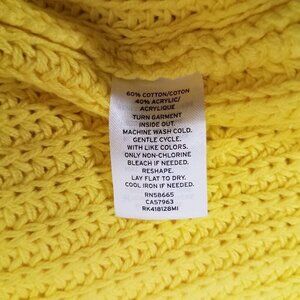 60% COTTON/COTON
40% ACRYLIC/
ACRYLIQUE
TURN GARMENT
INSIDE OUT.
MACHINE WASH COLD.
GENTLE CYCLE.
WITH LIKE COLORS.
ONLY NON-CHLORINE
BLEACH IF NEEDED.
RESHAPE.
LAY FLAT TO DRY.
COOL IRON IF NEEDED.
RN58665
CA57963
RK418128MI